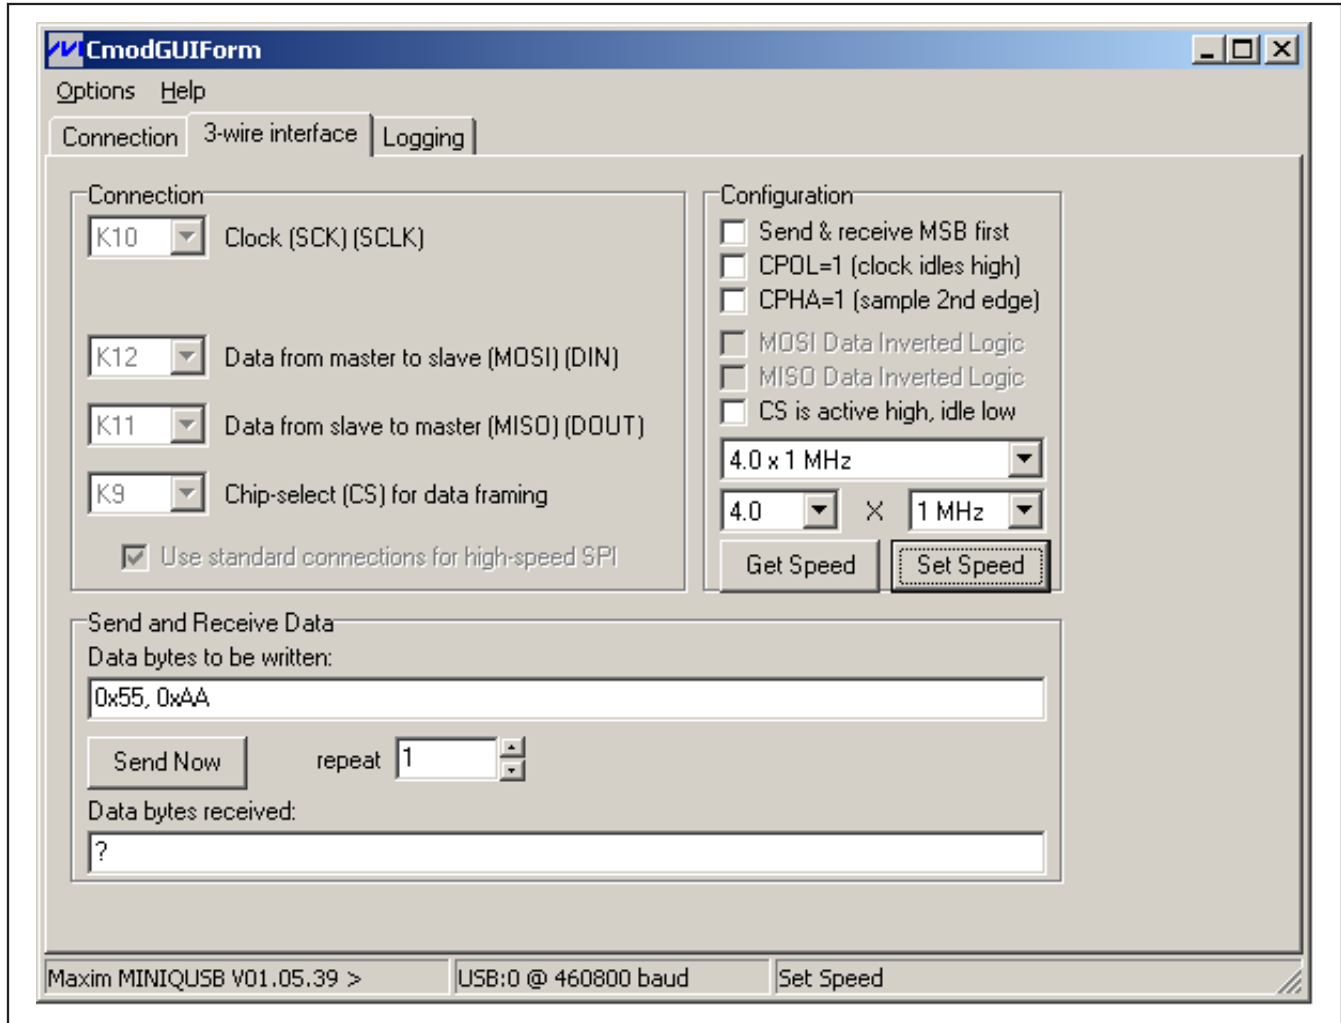 CmodGUIForm
Options Help
Connection 3-wire interface Logging
Connection
K10 Clock (SCK) (SCLK)
K12 Data from master to slave (MOSI) (DIN)
K11 Data from slave to master (MISO) (DOUT)
K9 Chip-select (CS) for data framing
Use standard connections for high-speed SPI
Configuration
Send & receive MSB first
CPOL=1 (clock idles high)
CPHA=1 (sample 2nd edge)
MOSI Data Inverted Logic
MISO Data Inverted Logic
CS is active high, idle low
4.0 x 1 MHz
4.0 X 1 MHz
Get Speed Set Speed
Send and Receive Data
Data bytes to be written:
0x55, 0xAA
Send Now repeat 1
Data bytes received:
?
Maxim MINIQUSB V01.05.39 > USB:0 @ 460800 baud Set Speed